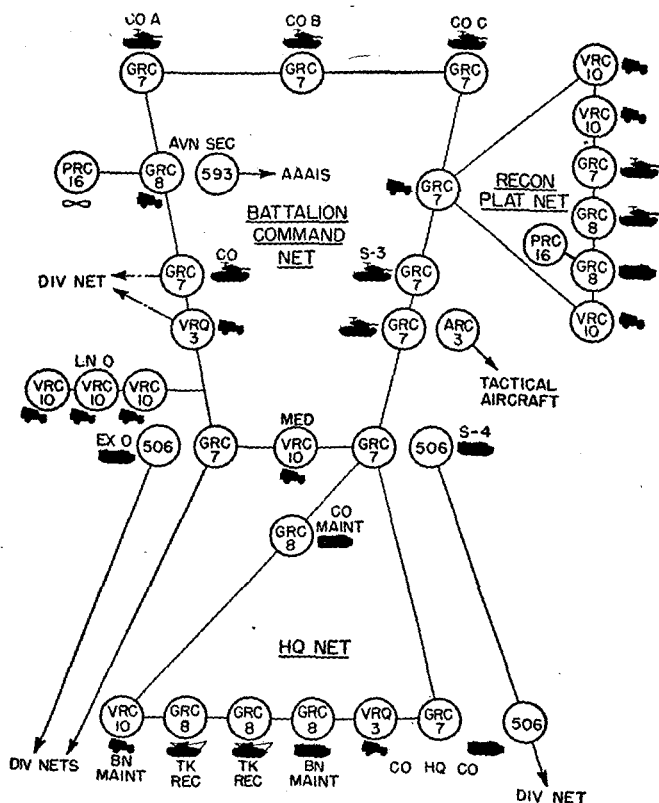 CO A
CO B
CO C
GRC
7
GRC
7
GRC
7
VRC
10
VRC
10
GRC
7
GRC
8
PRC
16
GRC
8
VRC
10
RECON
PLAT NET
AVN SEC
PRC
16
GRC
8
593
AAAIS
GRC
7
BATTALION
COMMAND
NET
CO
GRC
7
S-3
GRC
7
DIV NET
VRQ
3
GRC
7
ARC
3
TACTICAL
AIRCRAFT
LN O
VRC
10
VRC
10
VRC
10
EX O
506
GRC
7
MED
VRC
10
GRC
7
506
S-4
GRC
8
CO
MAINT
HQ NET
VRC
10
GRC
8
GRC
8
GRC
8
VRQ
3
GRC
7
506
BN
MAINT
TK
REC
TK
REC
BN
MAINT
CO HQ CO
DIV NETS
DIV NET